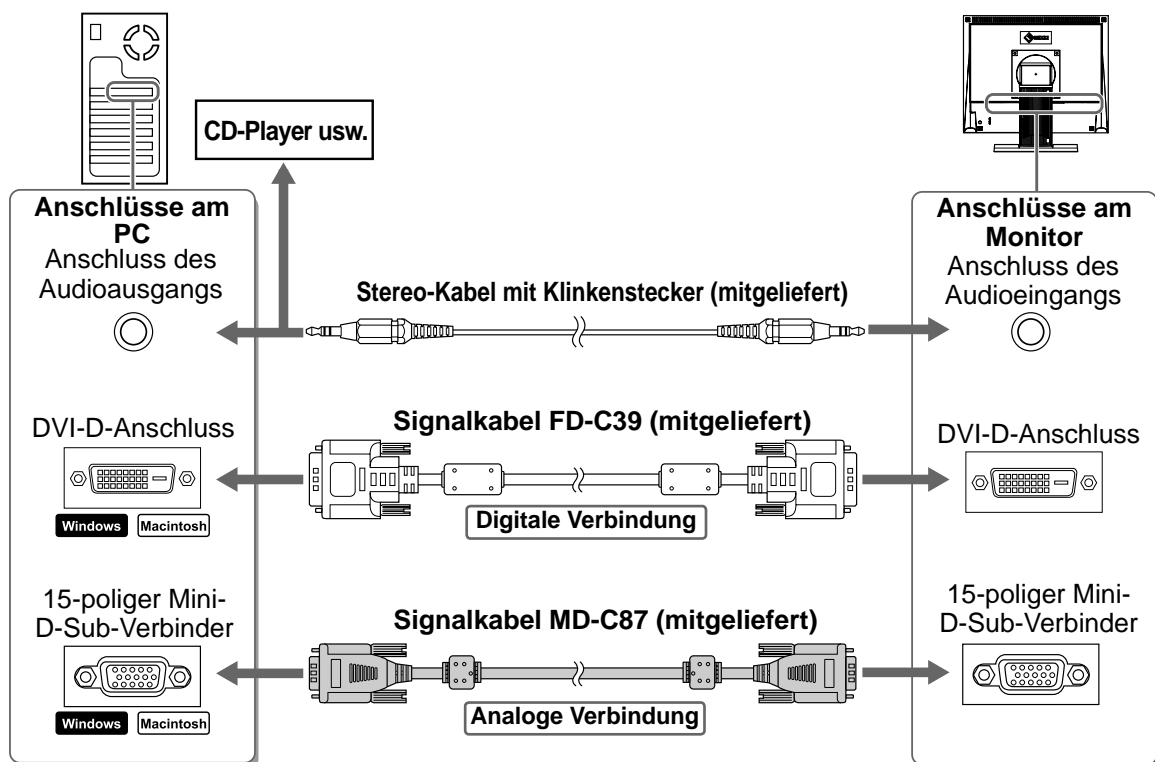 CD-Player usw.
Anschlüsse am
PC
Anschluss des
Audioausgangs
Anschlüsse am
Monitor
Anschluss des
Audioeingangs
Stereo-Kabel mit Klinkenstecker (mitgeliefert)
DVI-D-Anschluss
Windows Macintosh
Signalkabel FD-C39 (mitgeliefert)
Digitale Verbindung
DVI-D-Anschluss
15-poliger Mini-
D-Sub-Verbinder
Windows Macintosh
Signalkabel MD-C87 (mitgeliefert)
Analoge Verbindung
15-poliger Mini-
D-Sub-Verbinder